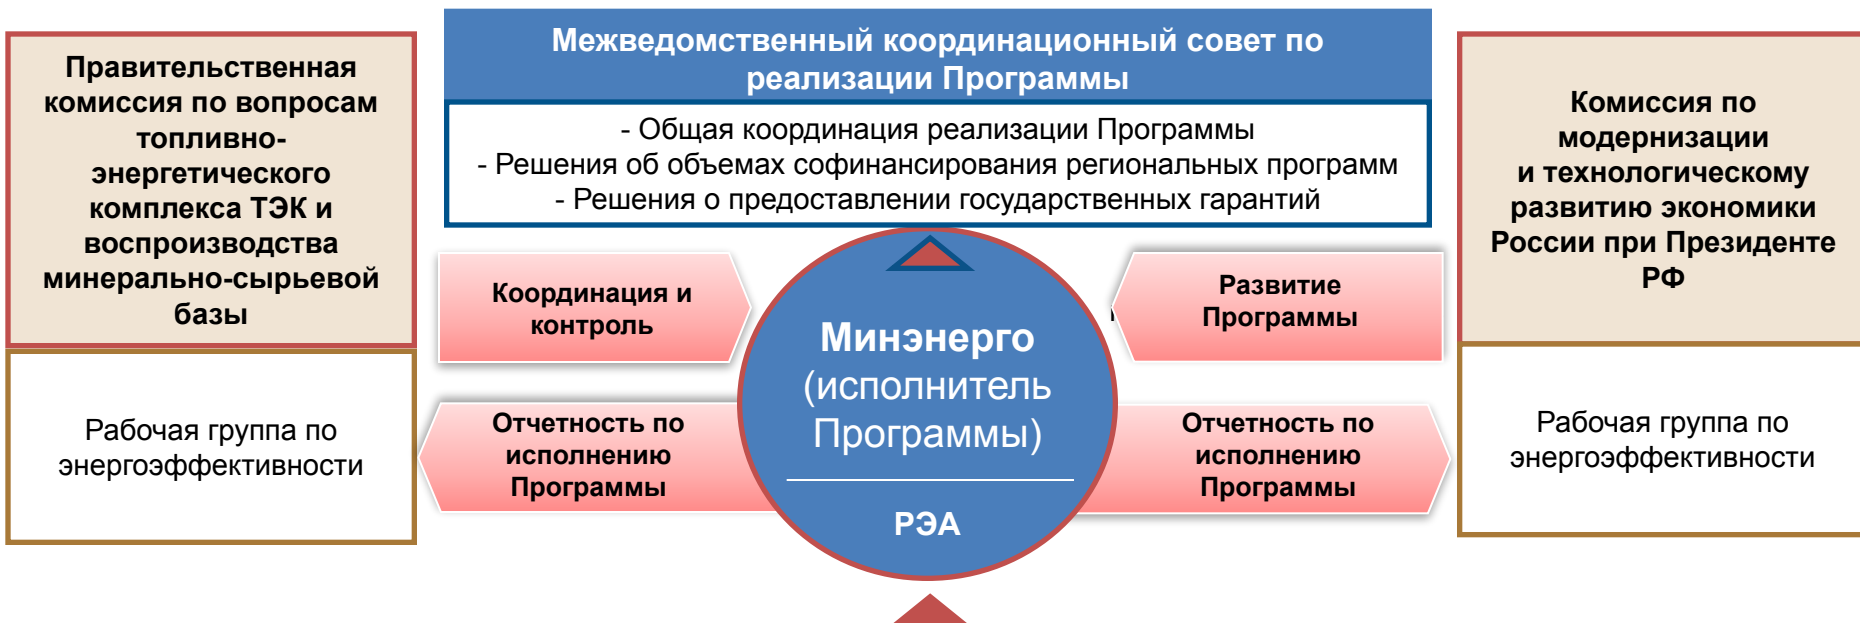 Правительственная
комиссия по вопросам
топливно-
энергетического
комплекса ТЭК и
воспроизводства
минерально-сырьевой
базы
Рабочая группа по
энергоэффективности
Межведомственный координационный совет по
реализации Программы
- Общая координация реализации Программы
- Решения об объемах софинансирования региональных программ
- Решения о предоставлении государственных гарантий
Координация и
контроль
Отчетность по
исполнению
Программы
Минэнерго
(исполнитель
Программы)
РЭА
Развитие
Программы
Отчетность по
исполнению
Программы
Комиссия по
модернизации
и технологическому
развитию экономики
России при Президенте
РФ
Рабочая группа по
энергоэффективности